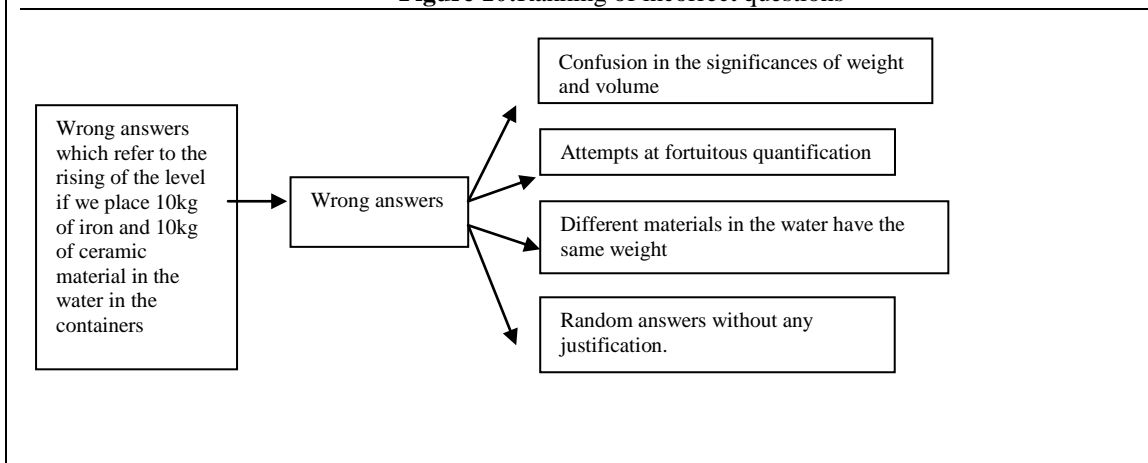 Wrong answers
which refer to the
rising of the level
if we place 10kg
of iron and 10kg
of ceramic
material in the
water in the
containers
Wrong answers
Confusion in the significances of weight
and volume
Attempts at fortuitous quantification
Different materials in the water have the
same weight
Random answers without any
justification.